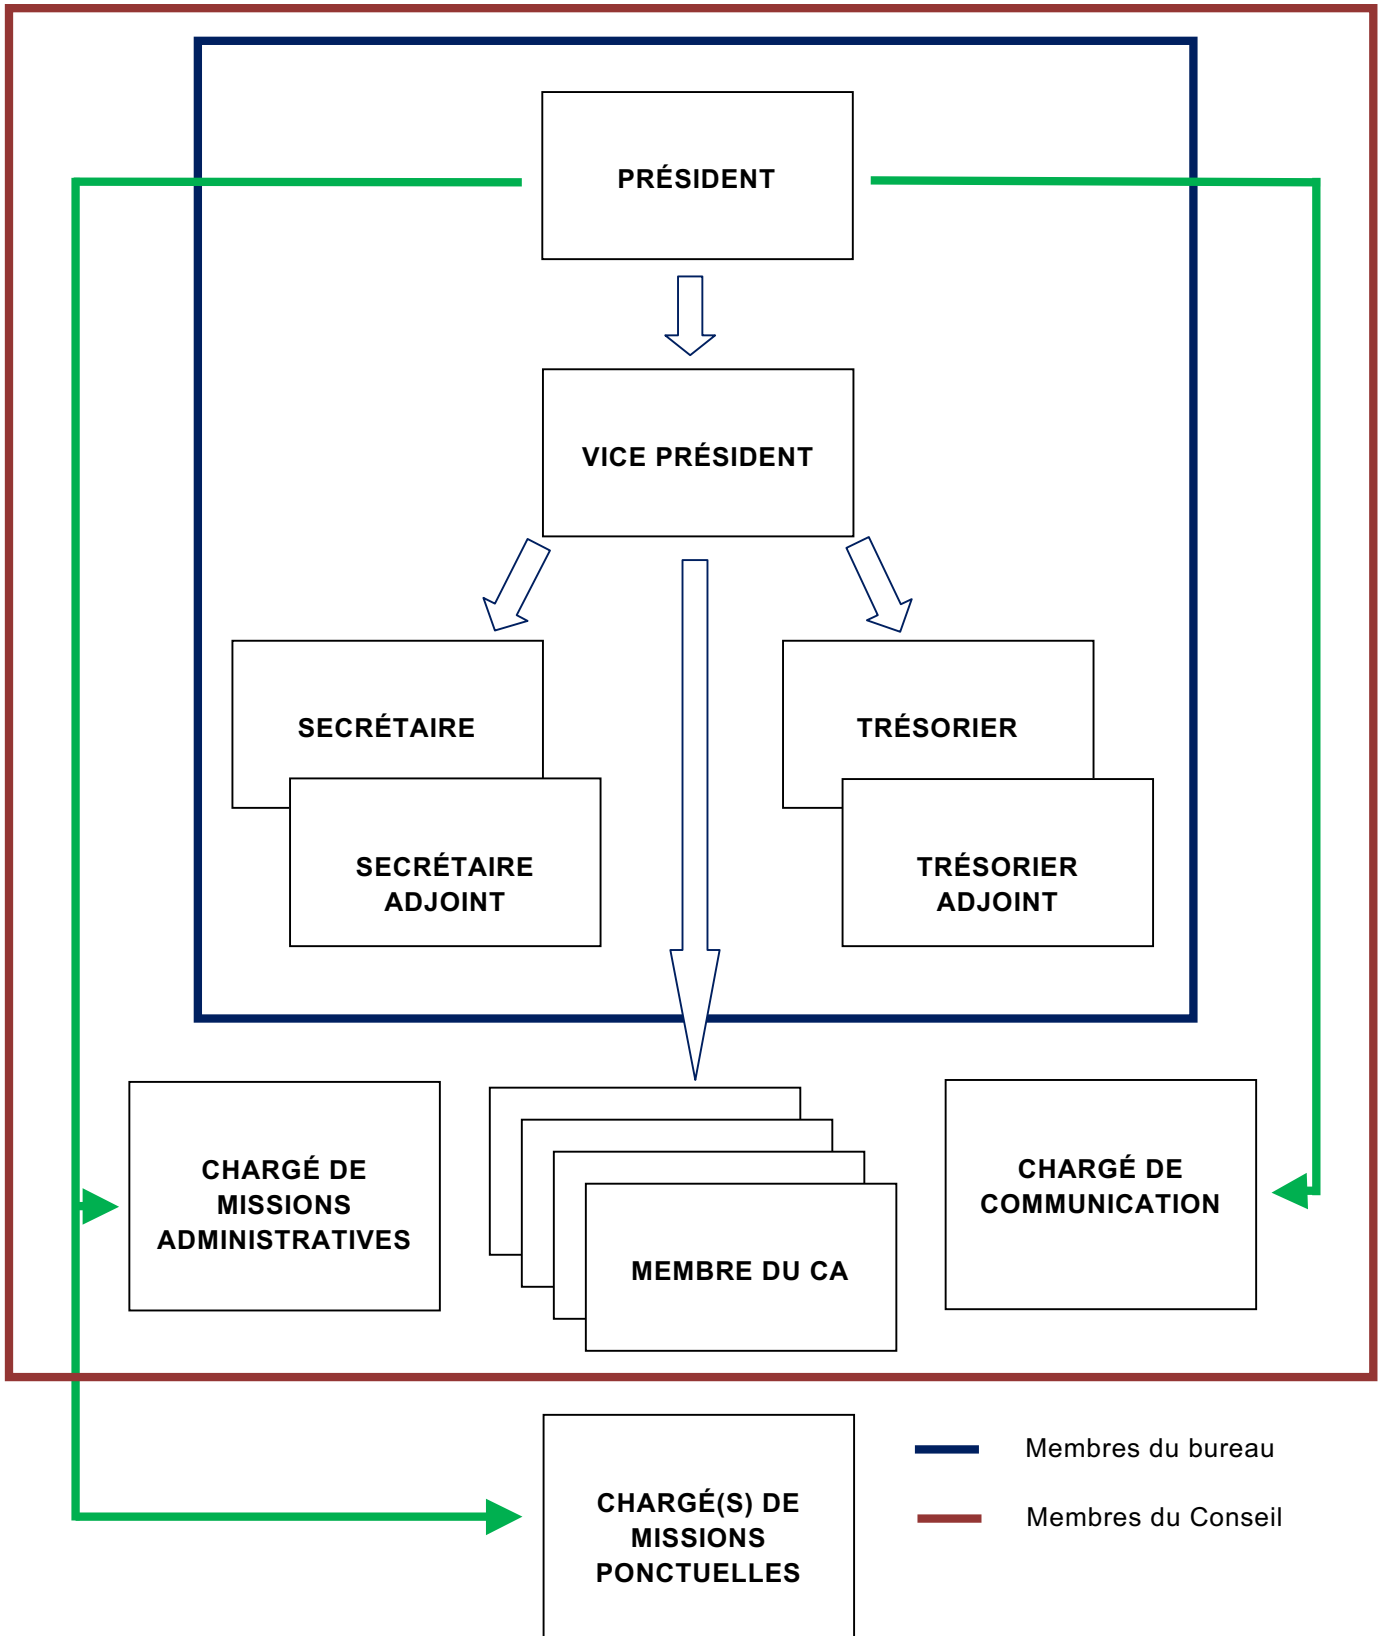 PRÉSIDENT
VICE PRÉSIDENT
SECRÉTAIRE
TRÉSORIER
SECRÉTAIRE
ADJOINT
TRÉSORIER
ADJOINT
CHARGÉ DE
MISSIONS
ADMINISTRATIVES
MEMBRE DU CA
CHARGÉ DE
COMMUNICATION
CHARGÉ(S) DE
MISSIONS
PONCTUELLES
Membres du bureau
Membres du Conseil